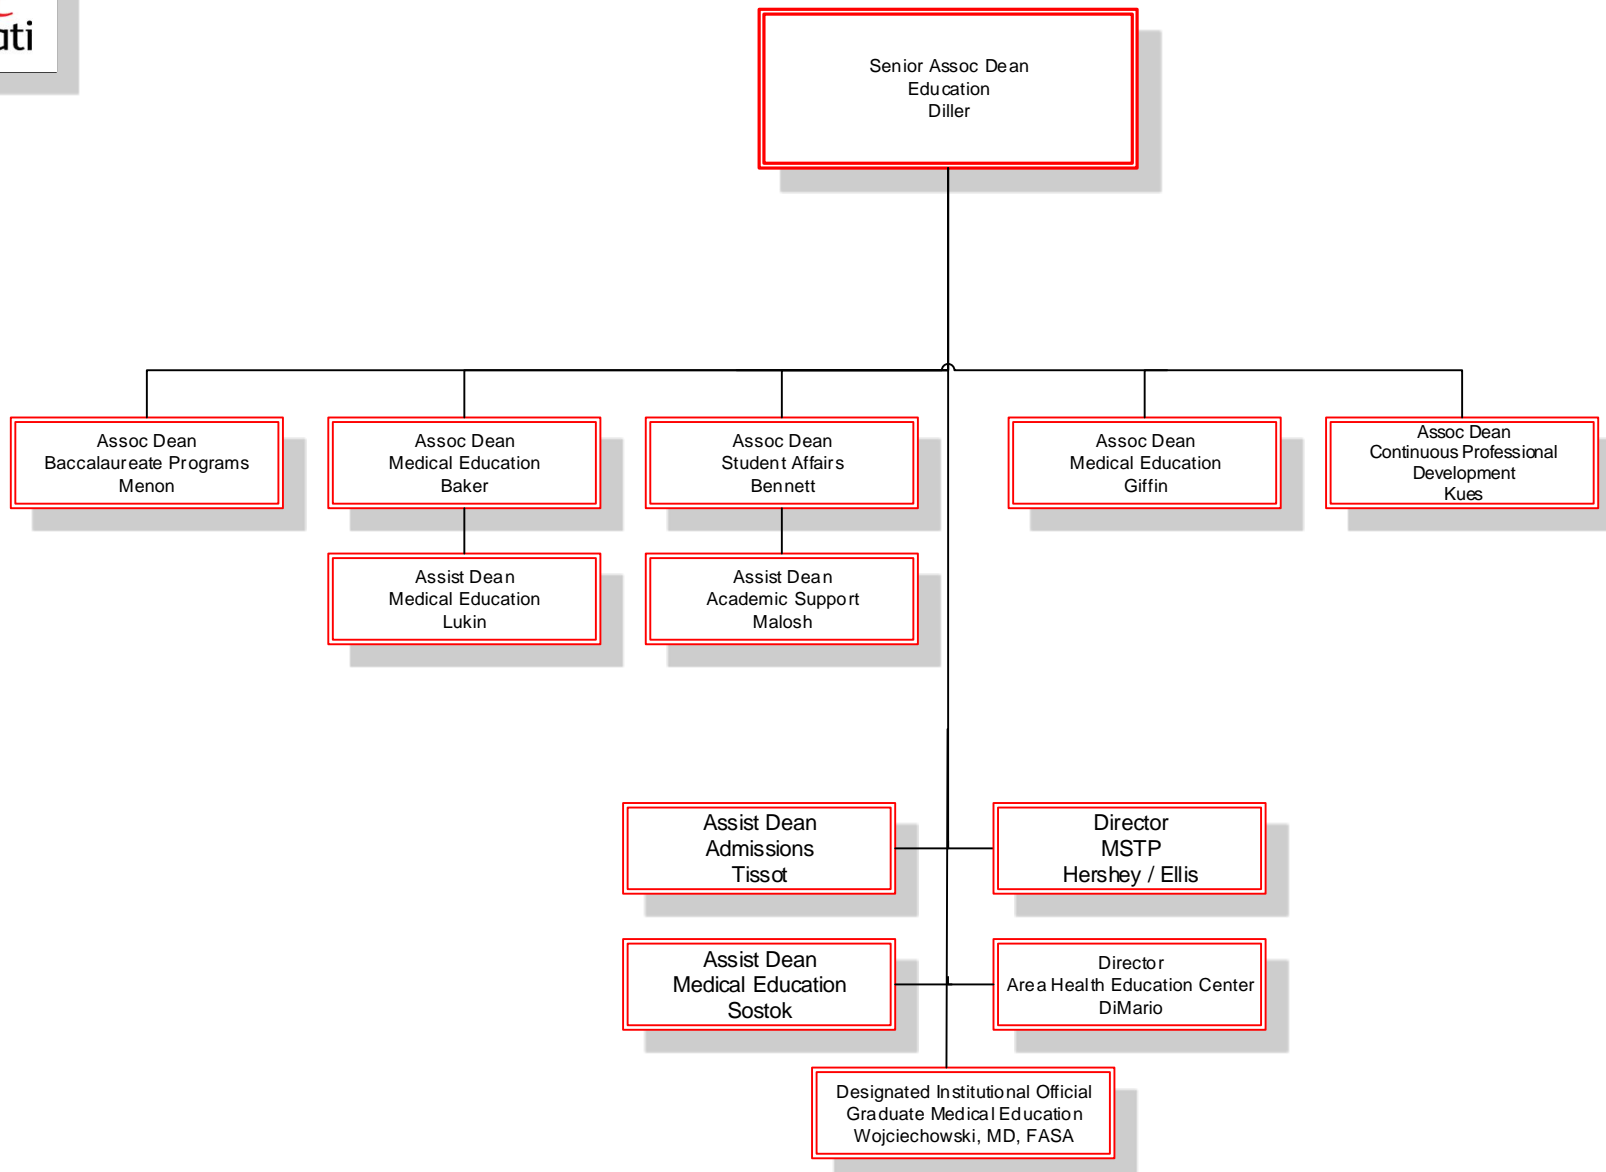 ati
Senior Assoc Dean
Education
Diller
Assoc Dean
Baccalaureate Programs
Menon
Assoc Dean
Medical Education
Baker
Assoc Dean
Student Affairs
Bennett
Assoc Dean
Medical Education
Giffin
Assoc Dean
Continuous Professional
Development
Kues
Assist Dean
Medical Education
Lukin
Assist Dean
Academic Support
Malosh
Assist Dean
Admissions
Tissot
Director
MSTP
Hershey / Ellis
Assist Dean
Medical Education
Sostok
Director
Area Health Education Center
DiMario
Designated Institutional Official
Graduate Medical Education
Wojciechowski, MD, FASA